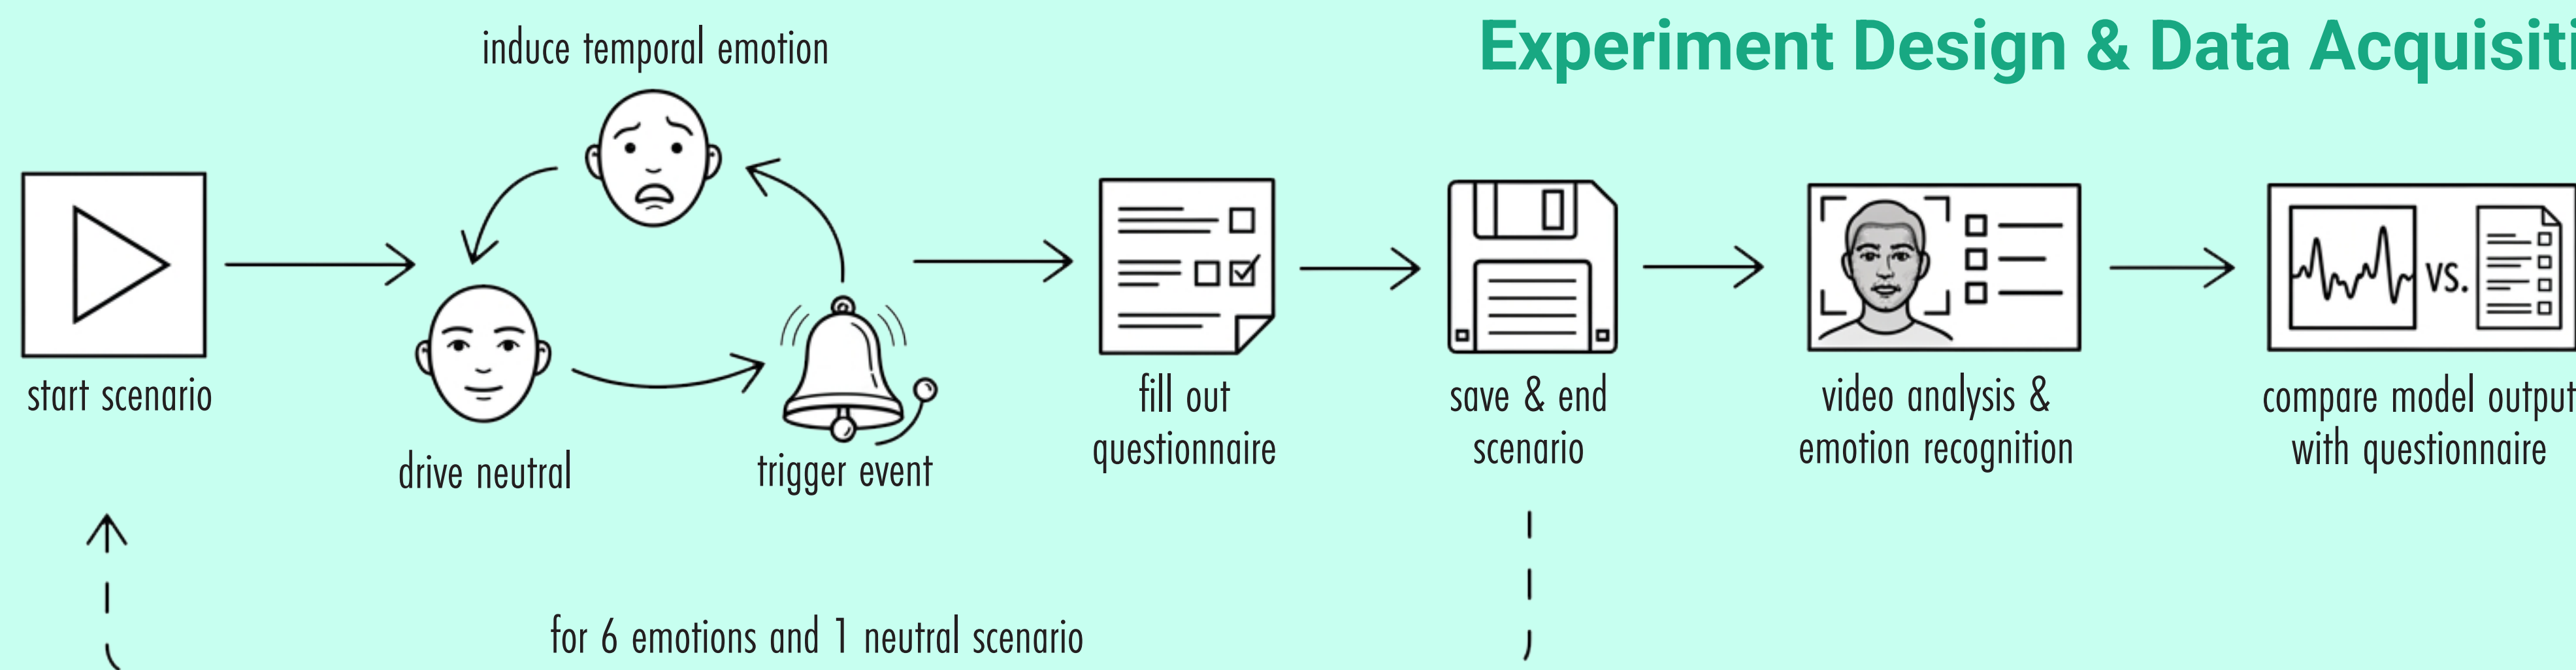 Experiment Design & Data Acquisiti
induce temporal emotion
start scenario
drive neutral
trigger event
fill out
questionnaire
save & end
scenario
video analysis &
emotion recognition
vs.
compare model output
with questionnaire
for 6 emotions and 1 neutral scenario